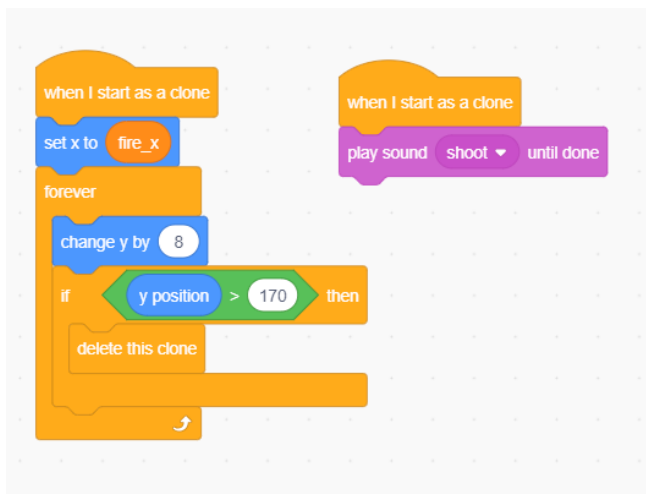 when I start as a clone
set x to fire_x
forever
change y by 8
if y position > 170 then
delete this clone
when I start as a clone
play sound shoot until done